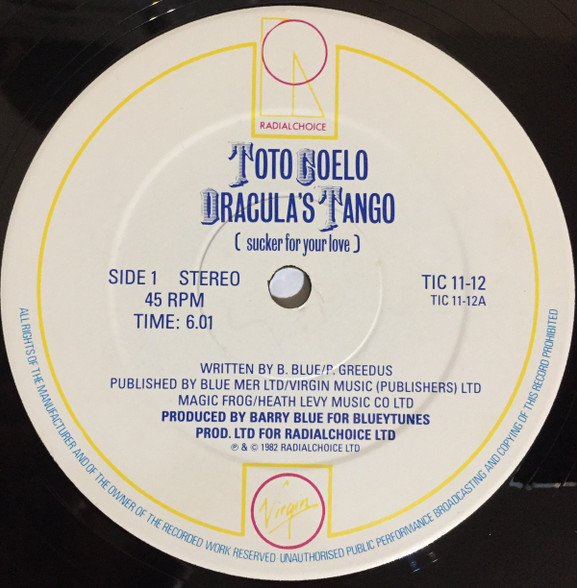 RADIALCHOICE
TOTO COELO
DRACULA'S TANGO
( sucker for your love )
SIDE 1 STEREO
45 RPM
TIME: 6.01
TIC 11-12
TIC 11-12A
WRITTEN BY B. BLUE/P. GREEDUS
PUBLISHED BY BLUE MER LTD/VIRGIN MUSIC (PUBLISHERS) LTD
MAGIC FROG/HEATH LEVY MUSIC CO LTD
PRODUCED BY BARRY BLUE FOR BLUEYTUNES
PROD. LTD FOR RADIALCHOICE LTD
℗ & © 1982 RADIALCHOICE LTD
Virgin
ALL RIGHTS OF THE MANUFACTURER AND OF THE OWNER OF THE RECORDED WORK RESERVED UNAUTHORISED PUBLIC PERFORMANCE BROADCASTING AND COPYING OF THIS RECORD PROHIBITED